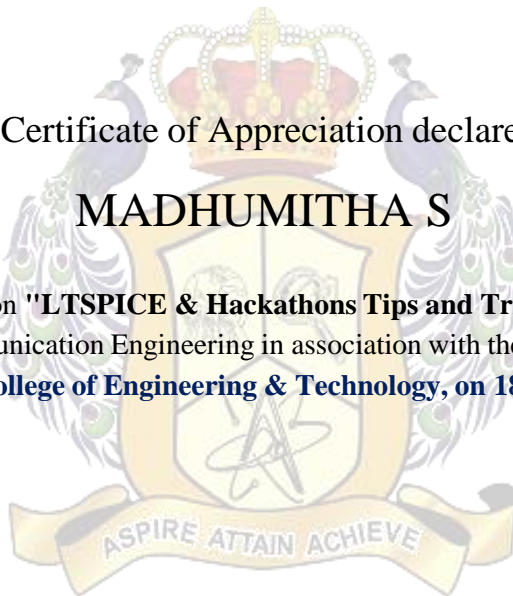 Certificate of Appreciation declare
MADHUMITHA S
on "LTSPICE & Hackathons Tips and Tr
unication Engineering in association with the
ollege of Engineering & Technology, on 18
ASPIRE ATTAIN ACHIEVE